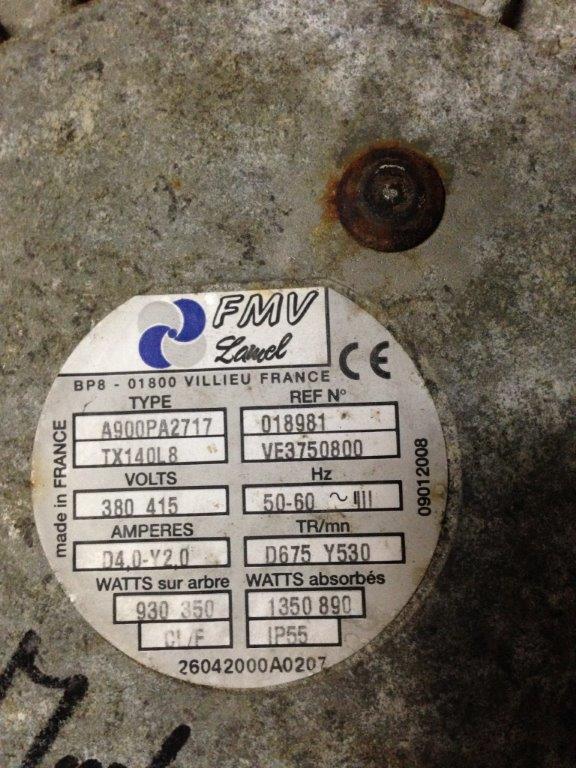 FMV
Lamel
CE
BP8 - 01800 VILLIEU FRANCE
TYPE REF N°
A900PA2717 018981
TX140L8 VE3750800
VOLTS Hz
380 415 50-60 ~
AMPERES TR/mn
D4,0-Y2,0 D675 Y530
WATTS sur arbre WATTS absorbés
930 350 1350 890
CL/F IP55
26042000A0207
made in FRANCE
09012008